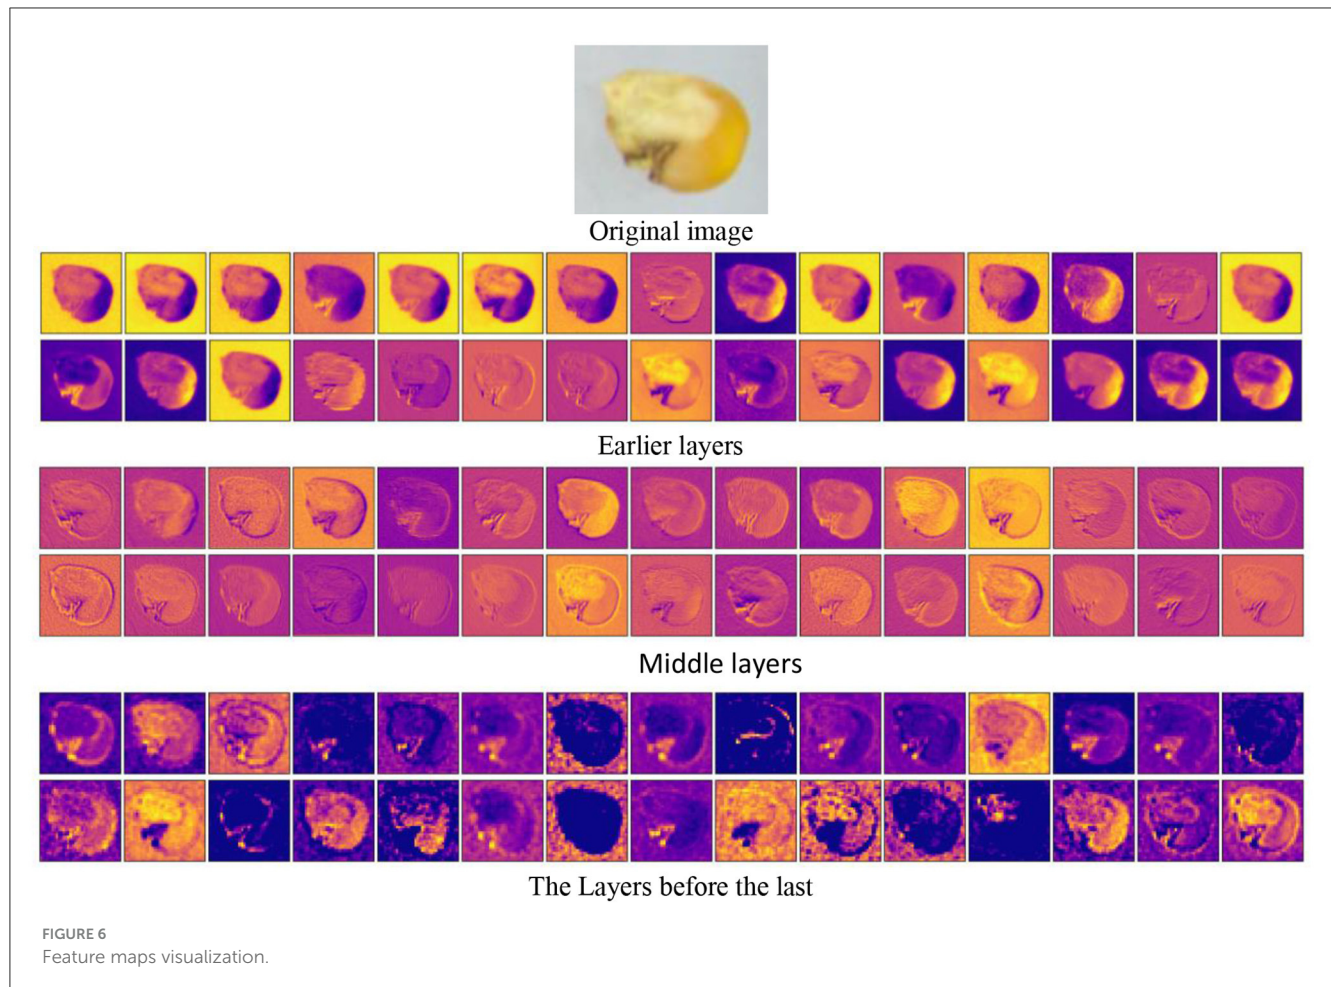 Original image
Earlier layers
Middle layers
The Layers before the last
FIGURE 6
Feature maps visualization.